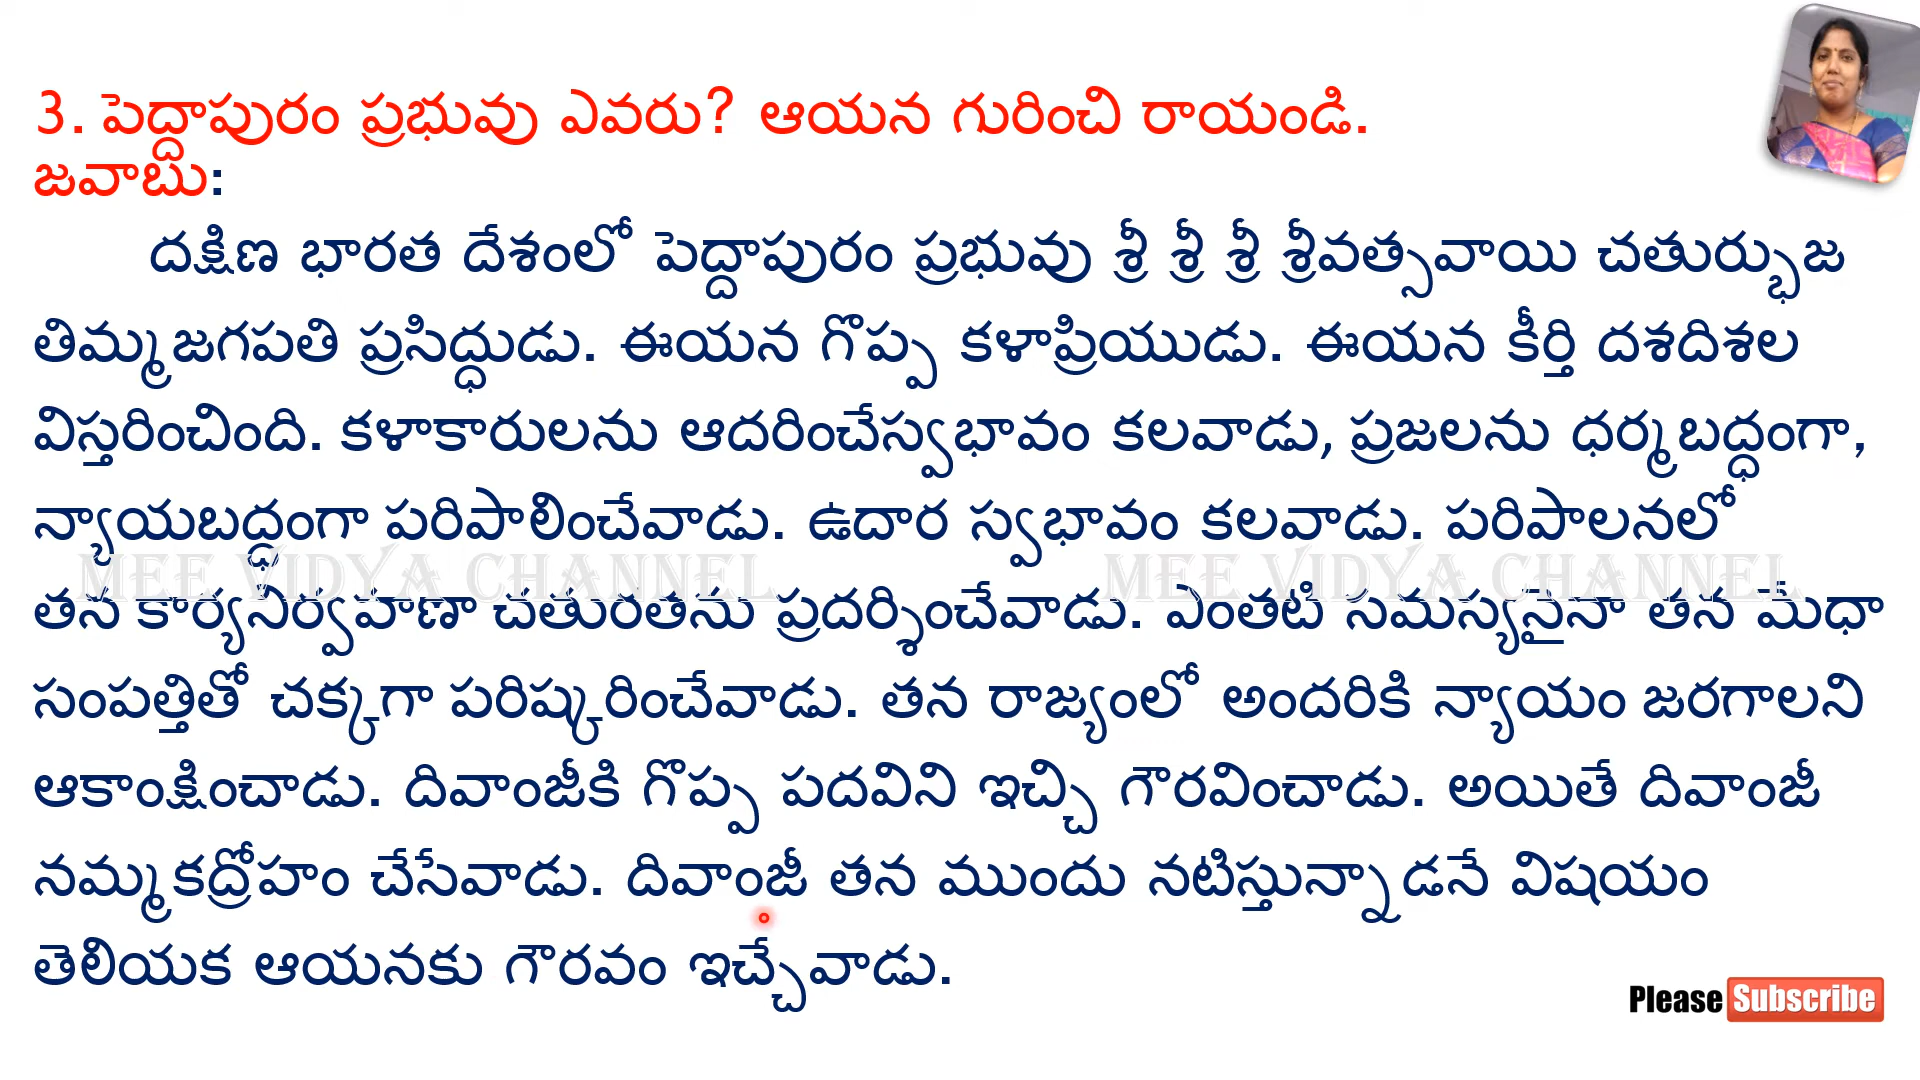 3. పెద్దాపురం ప్రభువు ఎవరు? ఆయన గురించి రాయండి.
జవాబు:
దక్షిణ భారత దేశంలో పెద్దాపురం ప్రభువు శ్రీ శ్రీ శ్రీ శ్రీవత్సవాయి చతుర్భుజ
తిమ్మజగపతి ప్రసిద్ధుడు. ఈయన గొప్ప కళాప్రియుడు. ఈయన కీర్తి దశదిశల
విస్తరించింది. కళాకారులను ఆదరించేస్వభావం కలవాడు, ప్రజలను ధర్మబద్ధంగా,
న్యాయబద్ధంగా పరిపాలించేవాడు. ఉదార స్వభావం కలవాడు. పరిపాలనలో
MEE VIDYA CHANNEL MEE VIDYA CHANNEL
తన కార్యనిర్వహణా చతురతను ప్రదర్శించేవాడు. ఎంతటి సమస్యనైనా తన మేధా
సంపత్తితో చక్కగా పరిష్కరించేవాడు. తన రాజ్యంలో అందరికి న్యాయం జరగాలని
ఆకాంక్షించాడు. దివాంజీకి గొప్ప పదవిని ఇచ్చి గౌరవించాడు. అయితే దివాంజీ
నమ్మకద్రోహం చేసేవాడు. దివాంజీ తన ముందు నటిస్తున్నాడనే విషయం
తెలియక ఆయనకు గౌరవం ఇచ్చేవాడు.
Please Subscribe